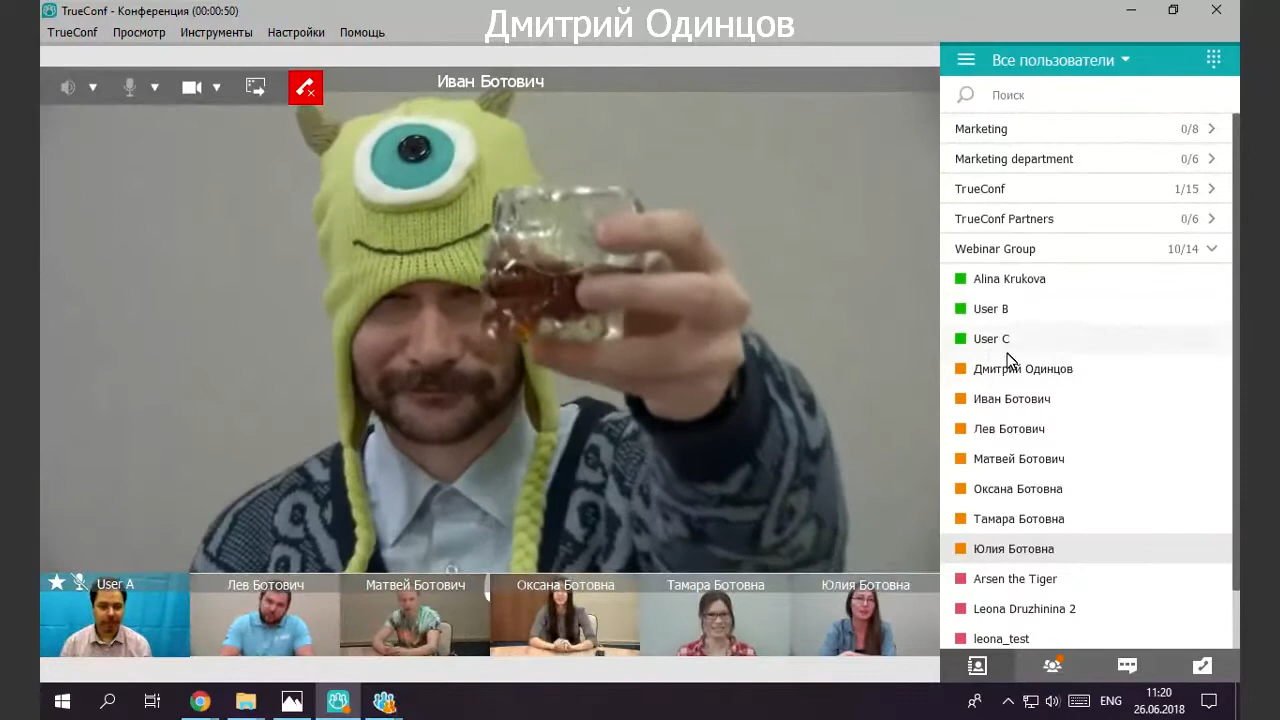 TrueConf - Конференция (00:00:50)
Дмитрий Одинцов
TrueConf Просмотр Инструменты Настройки Помощь
Иван Ботович
Все пользователи
Поиск
Marketing 0/8
Marketing department 0/6
TrueConf 1/15
TrueConf Partners 0/6
Webinar Group 10/14
Alina Krukova
User B
User C
Дмитрий Одинцов
Иван Ботович
Лев Ботович
Матвей Ботович
Оксана Ботовна
Тамара Ботовна
Юлия Ботовна
Arsen the Tiger
Leona Druzhinina 2
leona_test
User A
Лев Ботович
Матвей Ботович
Оксана Ботовна
Тамара Ботовна
Юлия Ботовна
ENG
11:20
26.06.2018